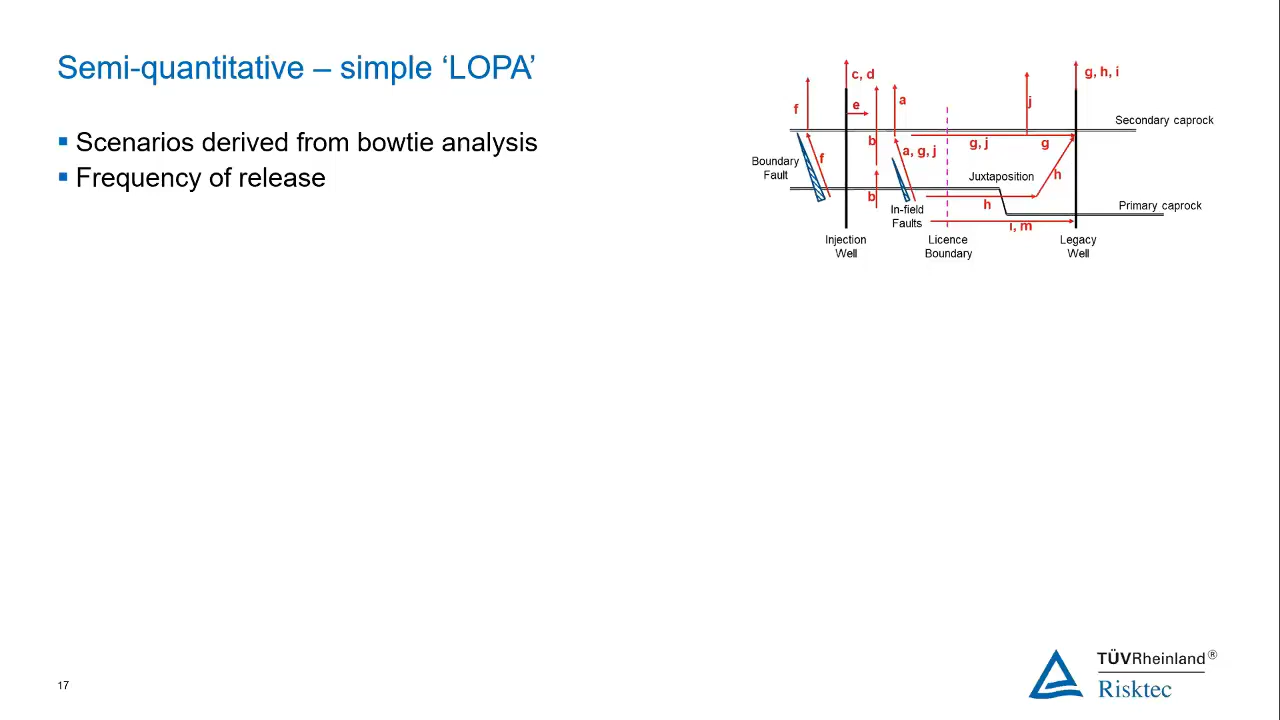 Semi-quantitative – simple ‘LOPA’
▪ Scenarios derived from bowtie analysis
▪ Frequency of release
c, d
g, h, i
f
e
a
j
Secondary caprock
b
a, g, j
g, j
g
Boundary
Fault
f
Juxtaposition
h
b
In-field
Faults
h
Primary caprock
i, m
Injection
Well
Licence
Boundary
Legacy
Well
17
TÜVRheinland®
Risktec